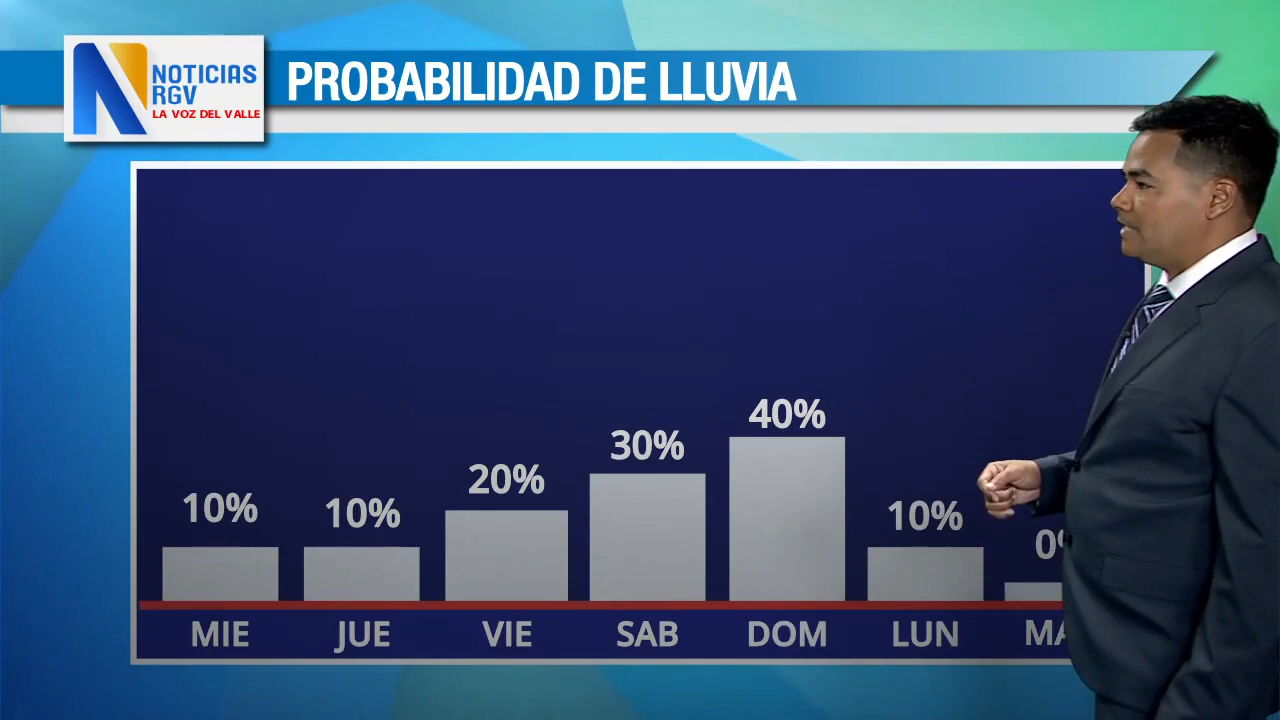 NOTICIAS
RGV
LA VOZ DEL VALLE
PROBABILIDAD DE LLUVIA
10% 10% 20% 30% 40% 10% 0%
MIE JUE VIE SAB DOM LUN